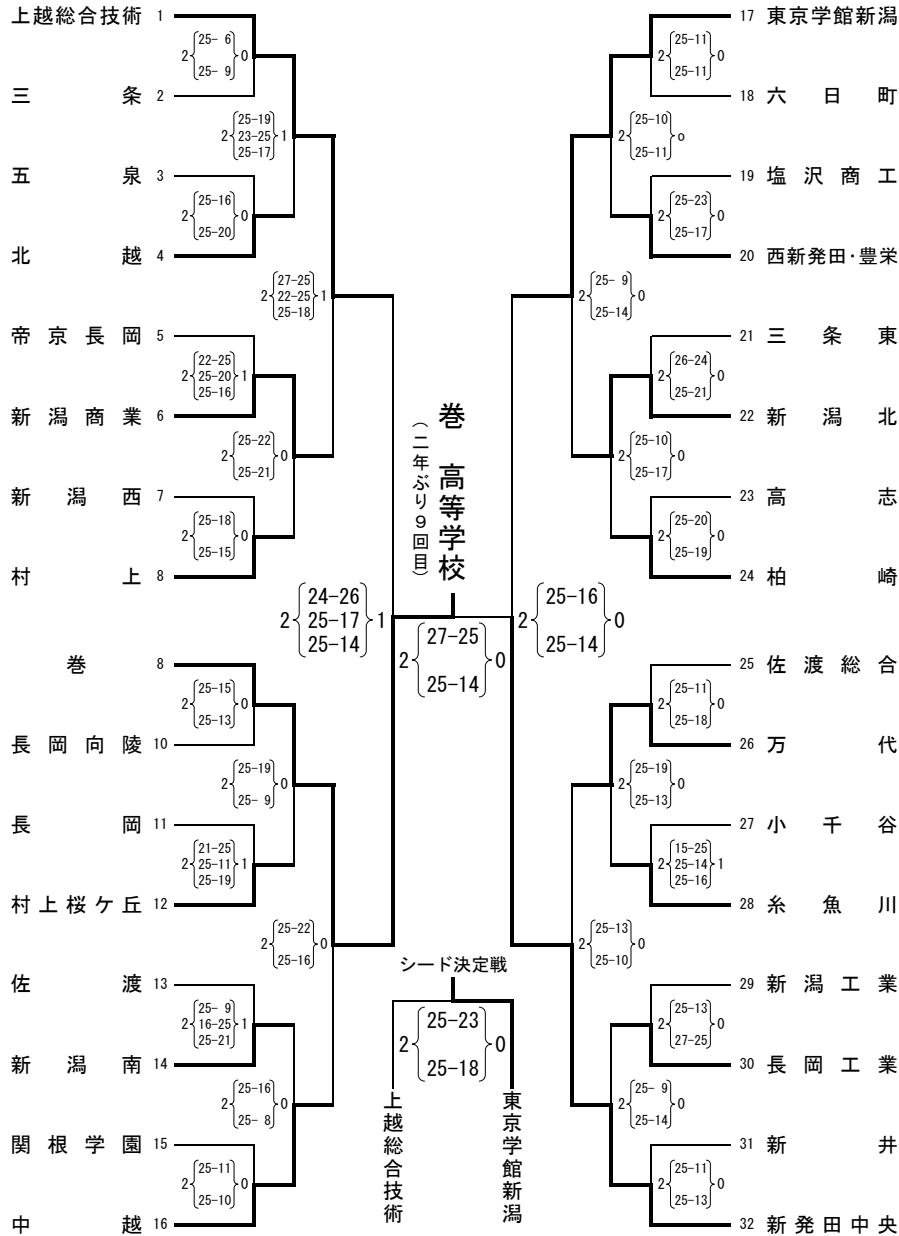 上越総合技術 1
2 25- 6 0
25- 9
三条 2
2 25-19 1
23-25
25-17
五泉 3
2 25-16 0
25-20
北越 4
2 27-25 1
22-25
25-18
帝京長岡 5
2 22-25 1
25-20
25-16
新潟商業 6
2 25-22 0
25-21
新潟西 7
2 25-18 0
25-15
村上 8
2 24-26 1
25-17
25-14
巻 8
2 25-15 0
25-13
長岡向陵 10
2 25-19 0
25- 9
長岡 11
2 21-25 1
25-11
25-19
村上桜ケ丘 12
2 25-22 0
25-16
佐渡 13
2 25- 9 1
16-25
25-21
新潟南 14
2 25-16 0
25- 8
関根学園 15
2 25-11 0
25-10
中越 16
巻 高等学校
（二年ぶり9回目）
2 27-25 0
25-14
シード決定戦
2 25-23 0
25-18
上越総合技術
東京学館新潟
17 東京学館新潟
2 25-11 0
25-11
18 六日町
2 25-10 o
25-11
19 塩沢商工
2 25-23 0
25-17
20 西新発田・豊栄
2 25- 9 0
25-14
21 三条東
2 26-24 0
25-21
22 新潟北
2 25-10 0
25-17
23 高志
2 25-20 0
25-19
24 柏崎
2 25-16 0
25-14
25 佐渡総合
2 25-11 0
25-18
26 万代
2 25-19 0
25-13
27 小千谷
2 15-25 1
25-14
25-16
28 糸魚川
2 25-13 0
25-10
29 新潟工業
2 25-13 0
27-25
30 長岡工業
2 25- 9 0
25-14
31 新井
2 25-11 0
25-13
32 新発田中央